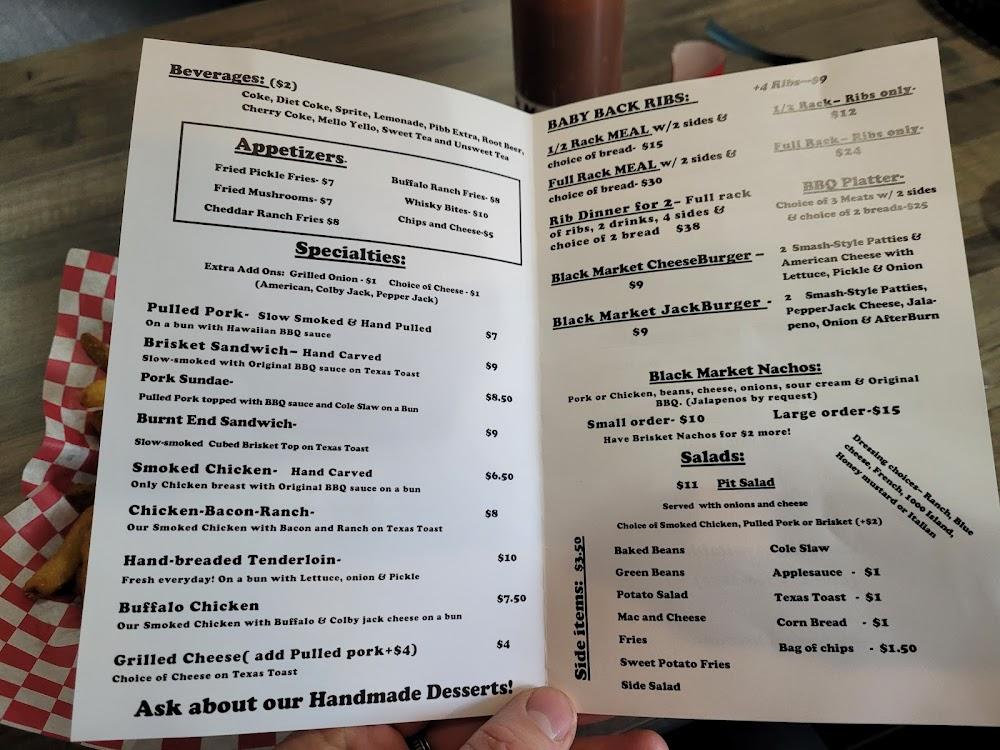 Beverages: ($2)
Coke, Diet Coke, Sprite, Lemonade, Pibb Extra, Root Beer,
Cherry Coke, Mello Yello, Sweet Tea and Unsweet Tea
Appetizers-
Fried Pickle Fries- $7
Fried Mushrooms- $7
Cheddar Ranch Fries $8
Buffalo Ranch Fries- $8
Whisky Bites- $10
Chips and Cheese-$5
Specialties:
Extra Add Ons: Grilled Onion - $1 Choice of Cheese - $1
(American, Colby Jack, Pepper Jack)
Pulled Pork- Slow Smoked & Hand Pulled
On a bun with Hawaiian BBQ sauce $7
Brisket Sandwich- Hand Carved
Slow-smoked with Original BBQ sauce on Texas Toast $9
Pork Sundae-
Pulled Pork topped with BBQ sauce and Cole Slaw on a Bun $8.50
Burnt End Sandwich- $9
Slow-smoked Cubed Brisket Top on Texas Toast
Smoked Chicken- Hand Carved $6.50
Only Chicken breast with Original BBQ sauce on a bun
Chicken-Bacon-Ranch- $8
Our Smoked Chicken with Bacon and Ranch on Texas Toast
Hand-breaded Tenderloin- $10
Fresh everyday! On a bun with Lettuce, onion & Pickle
Buffalo Chicken $7.50
Our Smoked Chicken with Buffalo & Colby jack cheese on a bun
Grilled Cheese( add Pulled pork+$4) $4
Choice of Cheese on Texas Toast
Ask about our Handmade Desserts!
BABY BACK RIBS:
1/2 Rack MEAL w/2 sides &
choice of bread- $15
Full Rack MEAL w/ 2 sides &
choice of bread- $30
Rib Dinner for 2- Full rack
of ribs, 2 drinks, 4 sides &
choice of 2 bread $38
+4 Ribs—$9
1/2 Rack- Ribs only-
$12
Full Rack- Ribs only-
$24
BBQ Platter-
Choice of 3 Meats w/ 2 sides
& choice of 2 breads-$25
Black Market CheeseBurger –
$9
2 Smash-Style Patties &
American Cheese with
Lettuce, Pickle & Onion
Black Market JackBurger -
$9
2 Smash-Style Patties,
PepperJack Cheese, Jala-
peno, Onion & AfterBurn
Black Market Nachos:
Pork or Chicken, beans, cheese, onions, sour cream & Original
BBQ. (Jalapenos by request)
Small order- $10 Large order-$15
Have Brisket Nachos for $2 more!
Salads:
$11 Pit Salad
Served with onions and cheese
Choice of Smoked Chicken, Pulled Pork or Brisket (+$2)
Dressing choices- Ranch, Blue
cheese, French, 1000 Island,
Honey mustard or Italian
Side items: $3.50
Baked Beans
Green Beans
Potato Salad
Mac and Cheese
Fries
Sweet Potato Fries
Side Salad
Cole Slaw
Applesauce - $1
Texas Toast - $1
Corn Bread - $1
Bag of chips - $1.50